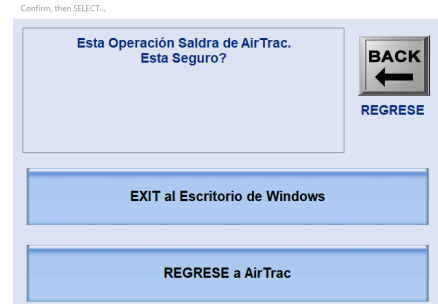 Confirm, then SELECT...
Esta Operación Saldra de AirTrac.
Esta Seguro?
BACK
REGRESE
EXIT al Escritorio de Windows
REGRESE a AirTrac